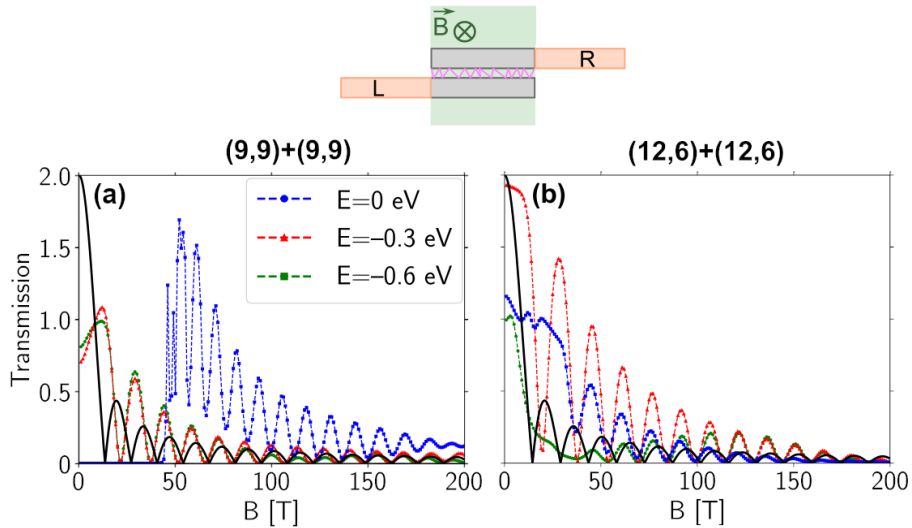 B
R
L
(9,9)+(9,9)
(12,6)+(12,6)
Transmission
2.0
1.5
1.0
0.5
0
(a)
E=0 eV
E=−0.3 eV
E=−0.6 eV
(b)
0 50 100 150 200
0 50 100 150 200
B [T]
B [T]